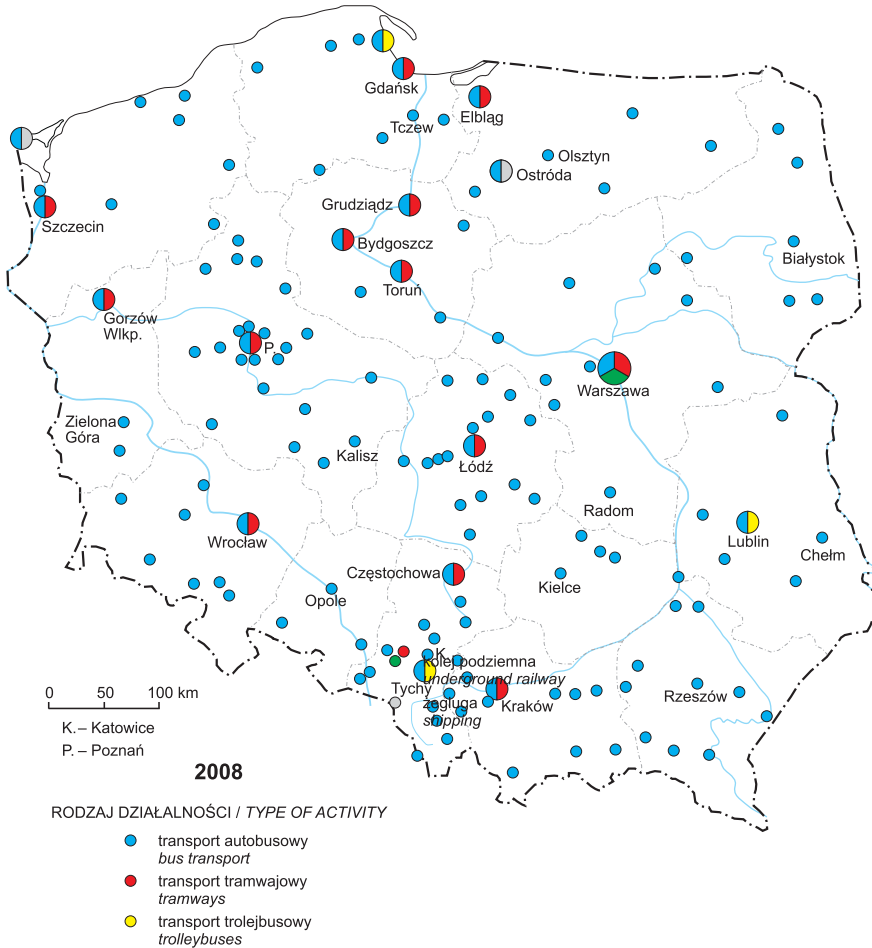 Gdańsk
Tczew
Elbląg
Olsztyn
Ostróda
Grudziądz
Szczecin
Bydgoszcz
Białystok
Toruń
Gorzów
Wlkp.
P.
Warszawa
Zielona
Góra
Kalisz
Łódź
Radom
Wrocław
Lublin
Chełm
Częstochowa
Kielce
Opole
K.
kolej podziemna
underground railway
Tychy
zegluga
shipping
Kraków
Rzeszów
0 50 100 km
K. – Katowice
P. – Poznań
2008
RODZAJ DZIAŁALNOŚCI / TYPE OF ACTIVITY
transport autobusowy
bus transport
transport tramwajowy
tramways
transport trolejbusowy
trolleybuses